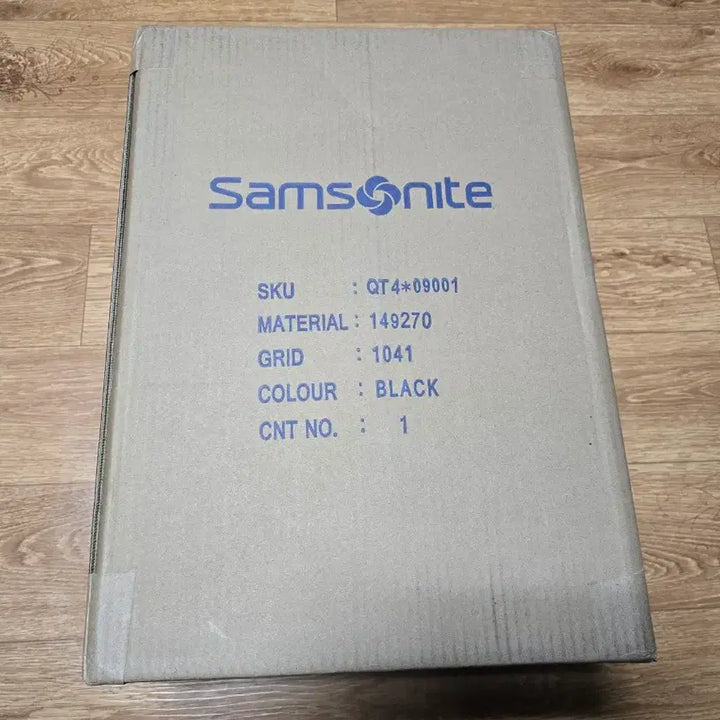 Samsonite
SKU : QT4*09001
MATERIAL : 149270
GRID : 1041
COLOUR : BLACK
CNT NO. : 1